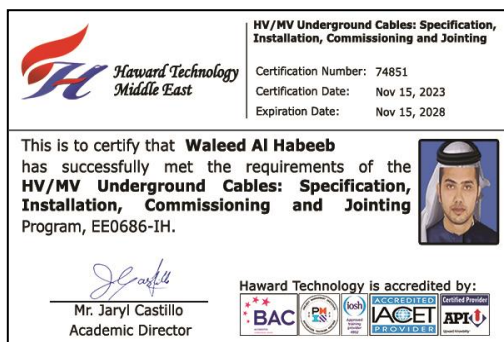 HV/MV Underground Cables: Specification,
Installation, Commissioning and Jointing
Haward Technology
Middle East
Certification Number: 74851
Certification Date: Nov 15, 2023
Expiration Date: Nov 15, 2028
This is to certify that Waleed Al Habeeb
has successfully met the requirements of the
HV/MV Underground Cables: Specification,
Installation, Commissioning and Jointing
Program, EE0686-IH.
Mr. Jaryl Castillo
Academic Director
Haward Technology is accredited by:
BAC
PMI
iosh
ACCREDITED
IACET
PROVIDER
Certified Provider
API